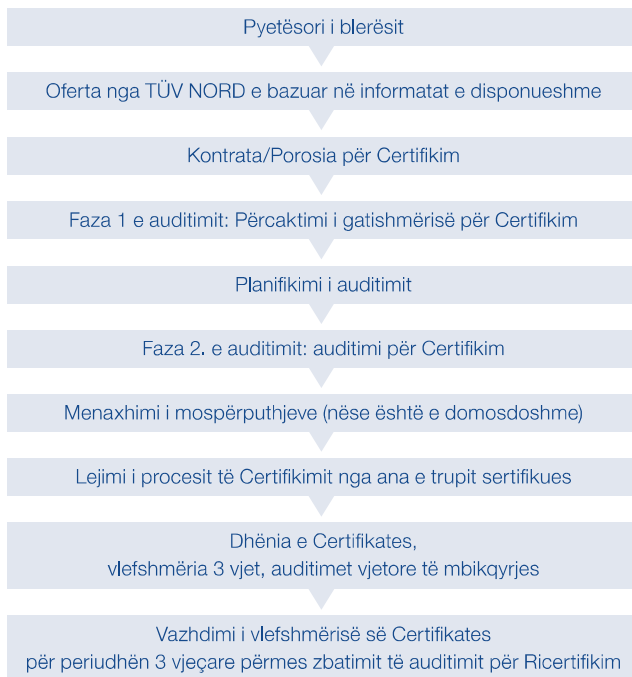 Pyetësori i blerësit
Oferta nga TÜV NORD e bazuar në informatat e disponueshme
Kontrata/Porosia për Certifikim
Faza 1 e auditimit: Përcaktimi i gatishmërisë për Certifikim
Planifikimi i auditimit
Faza 2. e auditimit: auditimi për Certifikim
Menaxhimi i mospërputhjeve (nëse është e domosdoshme)
Lejimi i procesit të Certifikimit nga ana e trupit sertifikues
Dhënia e Certifikates,
vlefshmëria 3 vjet, auditimet vjetore të mbikqyrjes
Vazhdimi i vlefshmërisë së Certifikates
për periudhën 3 vjeçare përmes zbatimit të auditimit për Ricertifikim